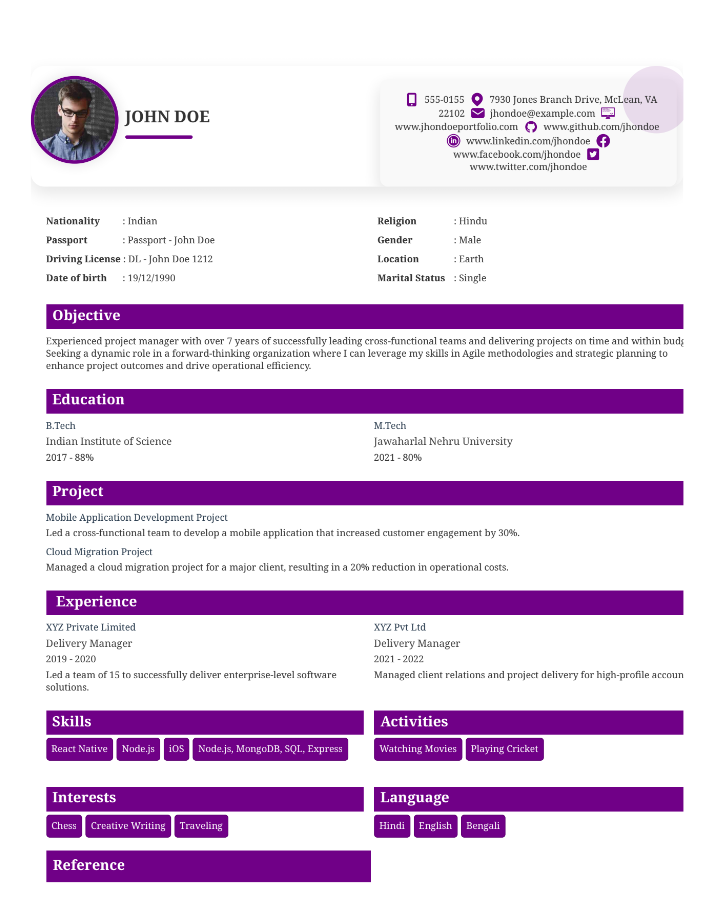 JOHN DOE
555-0155 7930 Jones Branch Drive, McLean, VA
22102 jhondoe@example.com
www.jhondoeportfolio.com www.github.com/jhondoe
www.linkedin.com/jhondoe
www.facebook.com/jhondoe
www.twitter.com/jhondoe
Nationality : Indian
Religion : Hindu
Passport : Passport - John Doe
Gender : Male
Driving License : DL - John Doe 1212
Location : Earth
Date of birth : 19/12/1990
Marital Status : Single
Objective
Experienced project manager with over 7 years of successfully leading cross-functional teams and delivering projects on time and within budg
Seeking a dynamic role in a forward-thinking organization where I can leverage my skills in Agile methodologies and strategic planning to
enhance project outcomes and drive operational efficiency.
Education
B.Tech
Indian Institute of Science
2017 - 88%
M.Tech
Jawaharlal Nehru University
2021 - 80%
Project
Mobile Application Development Project
Led a cross-functional team to develop a mobile application that increased customer engagement by 30%.
Cloud Migration Project
Managed a cloud migration project for a major client, resulting in a 20% reduction in operational costs.
Experience
XYZ Private Limited
Delivery Manager
2019 - 2020
Led a team of 15 to successfully deliver enterprise-level software
solutions.
XYZ Pvt Ltd
Delivery Manager
2021 - 2022
Managed client relations and project delivery for high-profile accoun
Skills
React Native Node.js iOS Node.js, MongoDB, SQL, Express
Activities
Watching Movies Playing Cricket
Interests
Chess Creative Writing Traveling
Language
Hindi English Bengali
Reference